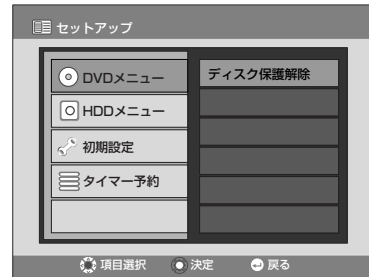 セットアップ
DVDメニュー
ディスク保護解除
HDDメニュー
初期設定
タイマー予約
項目選択 決定 戻る